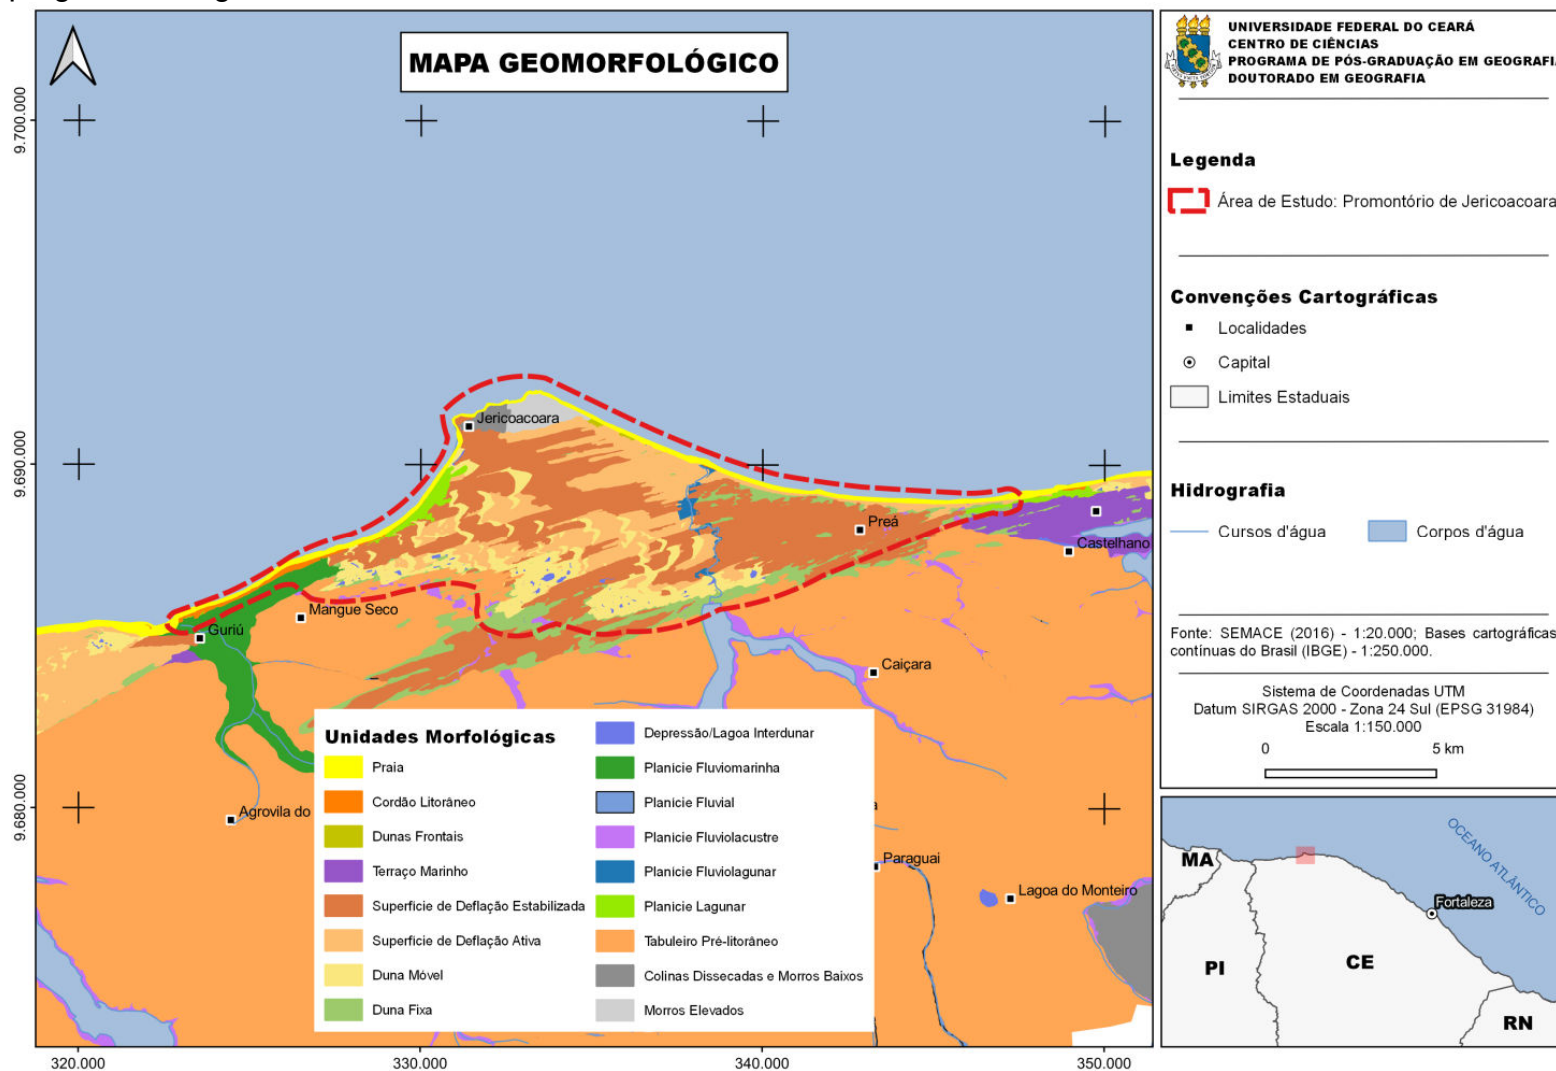 MAPA GEOMORFOLÓGICO
9.700.000
9.690.000
9.680.000
320.000
330.000
340.000
350.000
Jericoacoara
Preá
Castelhano
Mangue Seco
Guriú
Caiçara
Agrovila do
Paraguai
Lagoa do Monteiro
Unidades Morfológicas
Praia
Cordão Litorâneo
Dunas Frontais
Terraço Marinho
Superfície de Deflação Estabilizada
Superfície de Deflação Ativa
Duna Móvel
Duna Fixa
Depressão/Lagoa Interdunar
Planície Fluviomarinha
Planície Fluvial
Planície Fluviolacustre
Planície Fluviolagunar
Planície Lagunar
Tabuleiro Pré-litorâneo
Colinas Dissecadas e Morros Baixos
Morros Elevados
UNIVERSIDADE FEDERAL DO CEARÁ
CENTRO DE CIÊNCIAS
PROGRAMA DE PÓS-GRADUAÇÃO EM GEOGRAFIA
DOUTORADO EM GEOGRAFIA
Legenda
Área de Estudo: Promontório de Jericoacoara
Convenções Cartográficas
Localidades
Capital
Limites Estaduais
Hidrografia
Cursos d'água
Corpos d'água
Fonte: SEMACE (2016) - 1:20.000; Bases cartográficas
contínuas do Brasil (IBGE) - 1:250.000.
Sistema de Coordenadas UTM
Datum SIRGAS 2000 - Zona 24 Sul (EPSG 31984)
Escala 1:150.000
0 5 km
MA
OCEANO ATLÂNTICO
Fortaleza
PI
CE
RN